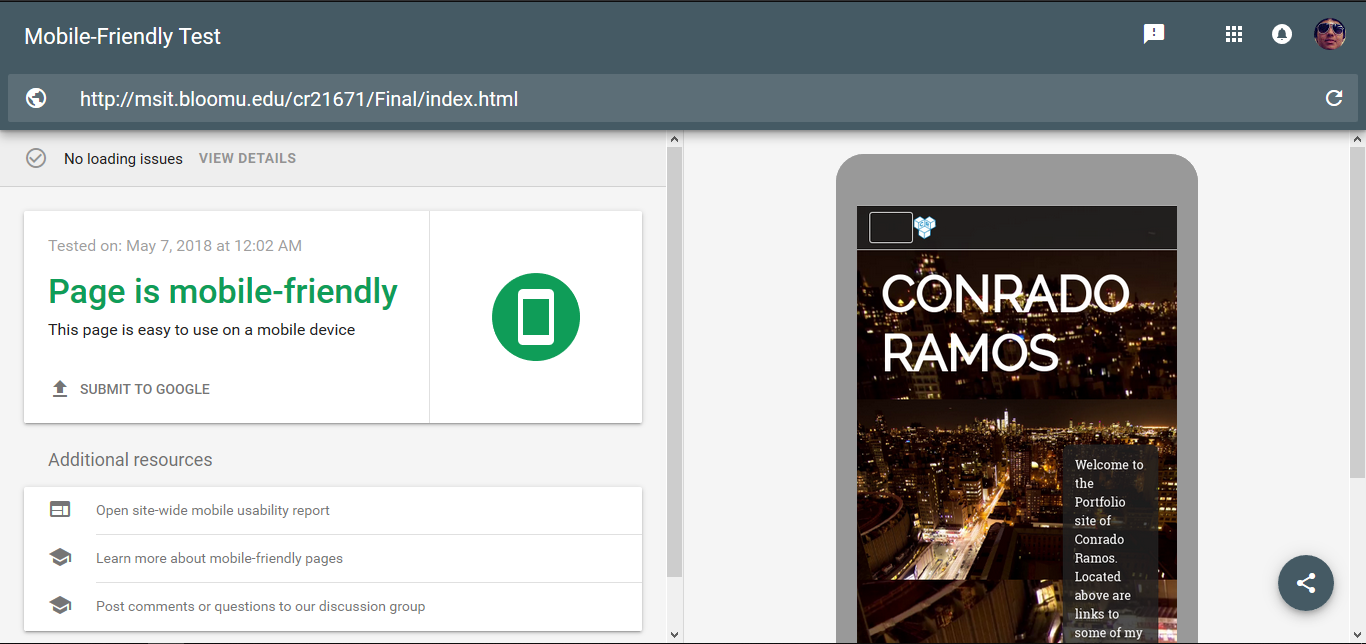 Mobile-Friendly Test
http://msit.bloomu.edu/cr21671/Final/index.html
No loading issues VIEW DETAILS
Tested on: May 7, 2018 at 12:02 AM
Page is mobile-friendly
This page is easy to use on a mobile device
SUBMIT TO GOOGLE
Additional resources
Open site-wide mobile usability report
Learn more about mobile-friendly pages
Post comments or questions to our discussion group
CONRADO
RAMOS
Welcome to
the
Portfolio
site of
Conrado
Ramos.
Located
above are
links to
some of my